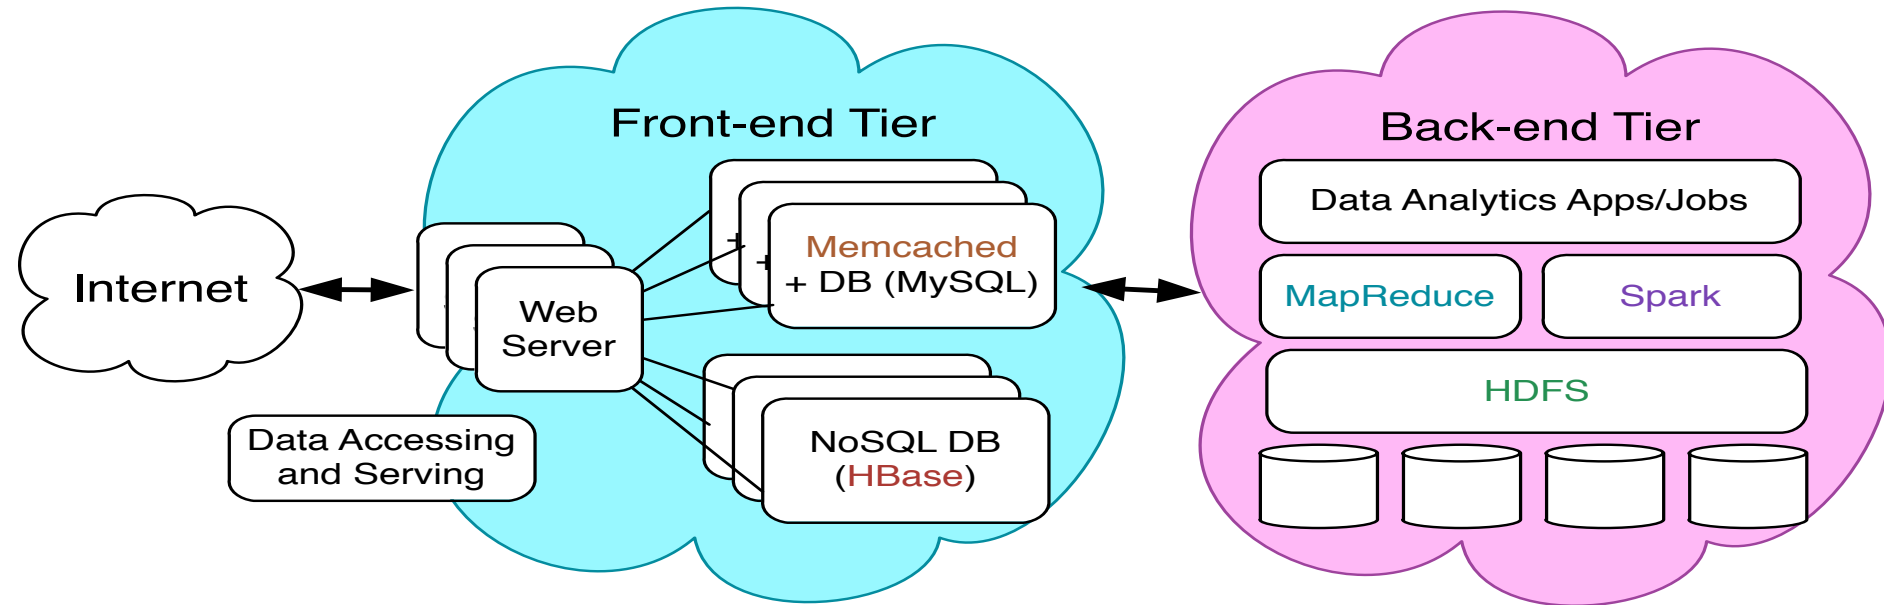 Front-end Tier
Back-end Tier
Internet
Web
Server
Memcached
+ DB (MySQL)
NoSQL DB
(HBase)
Data Accessing
and Serving
Data Analytics Apps/Jobs
MapReduce
Spark
HDFS